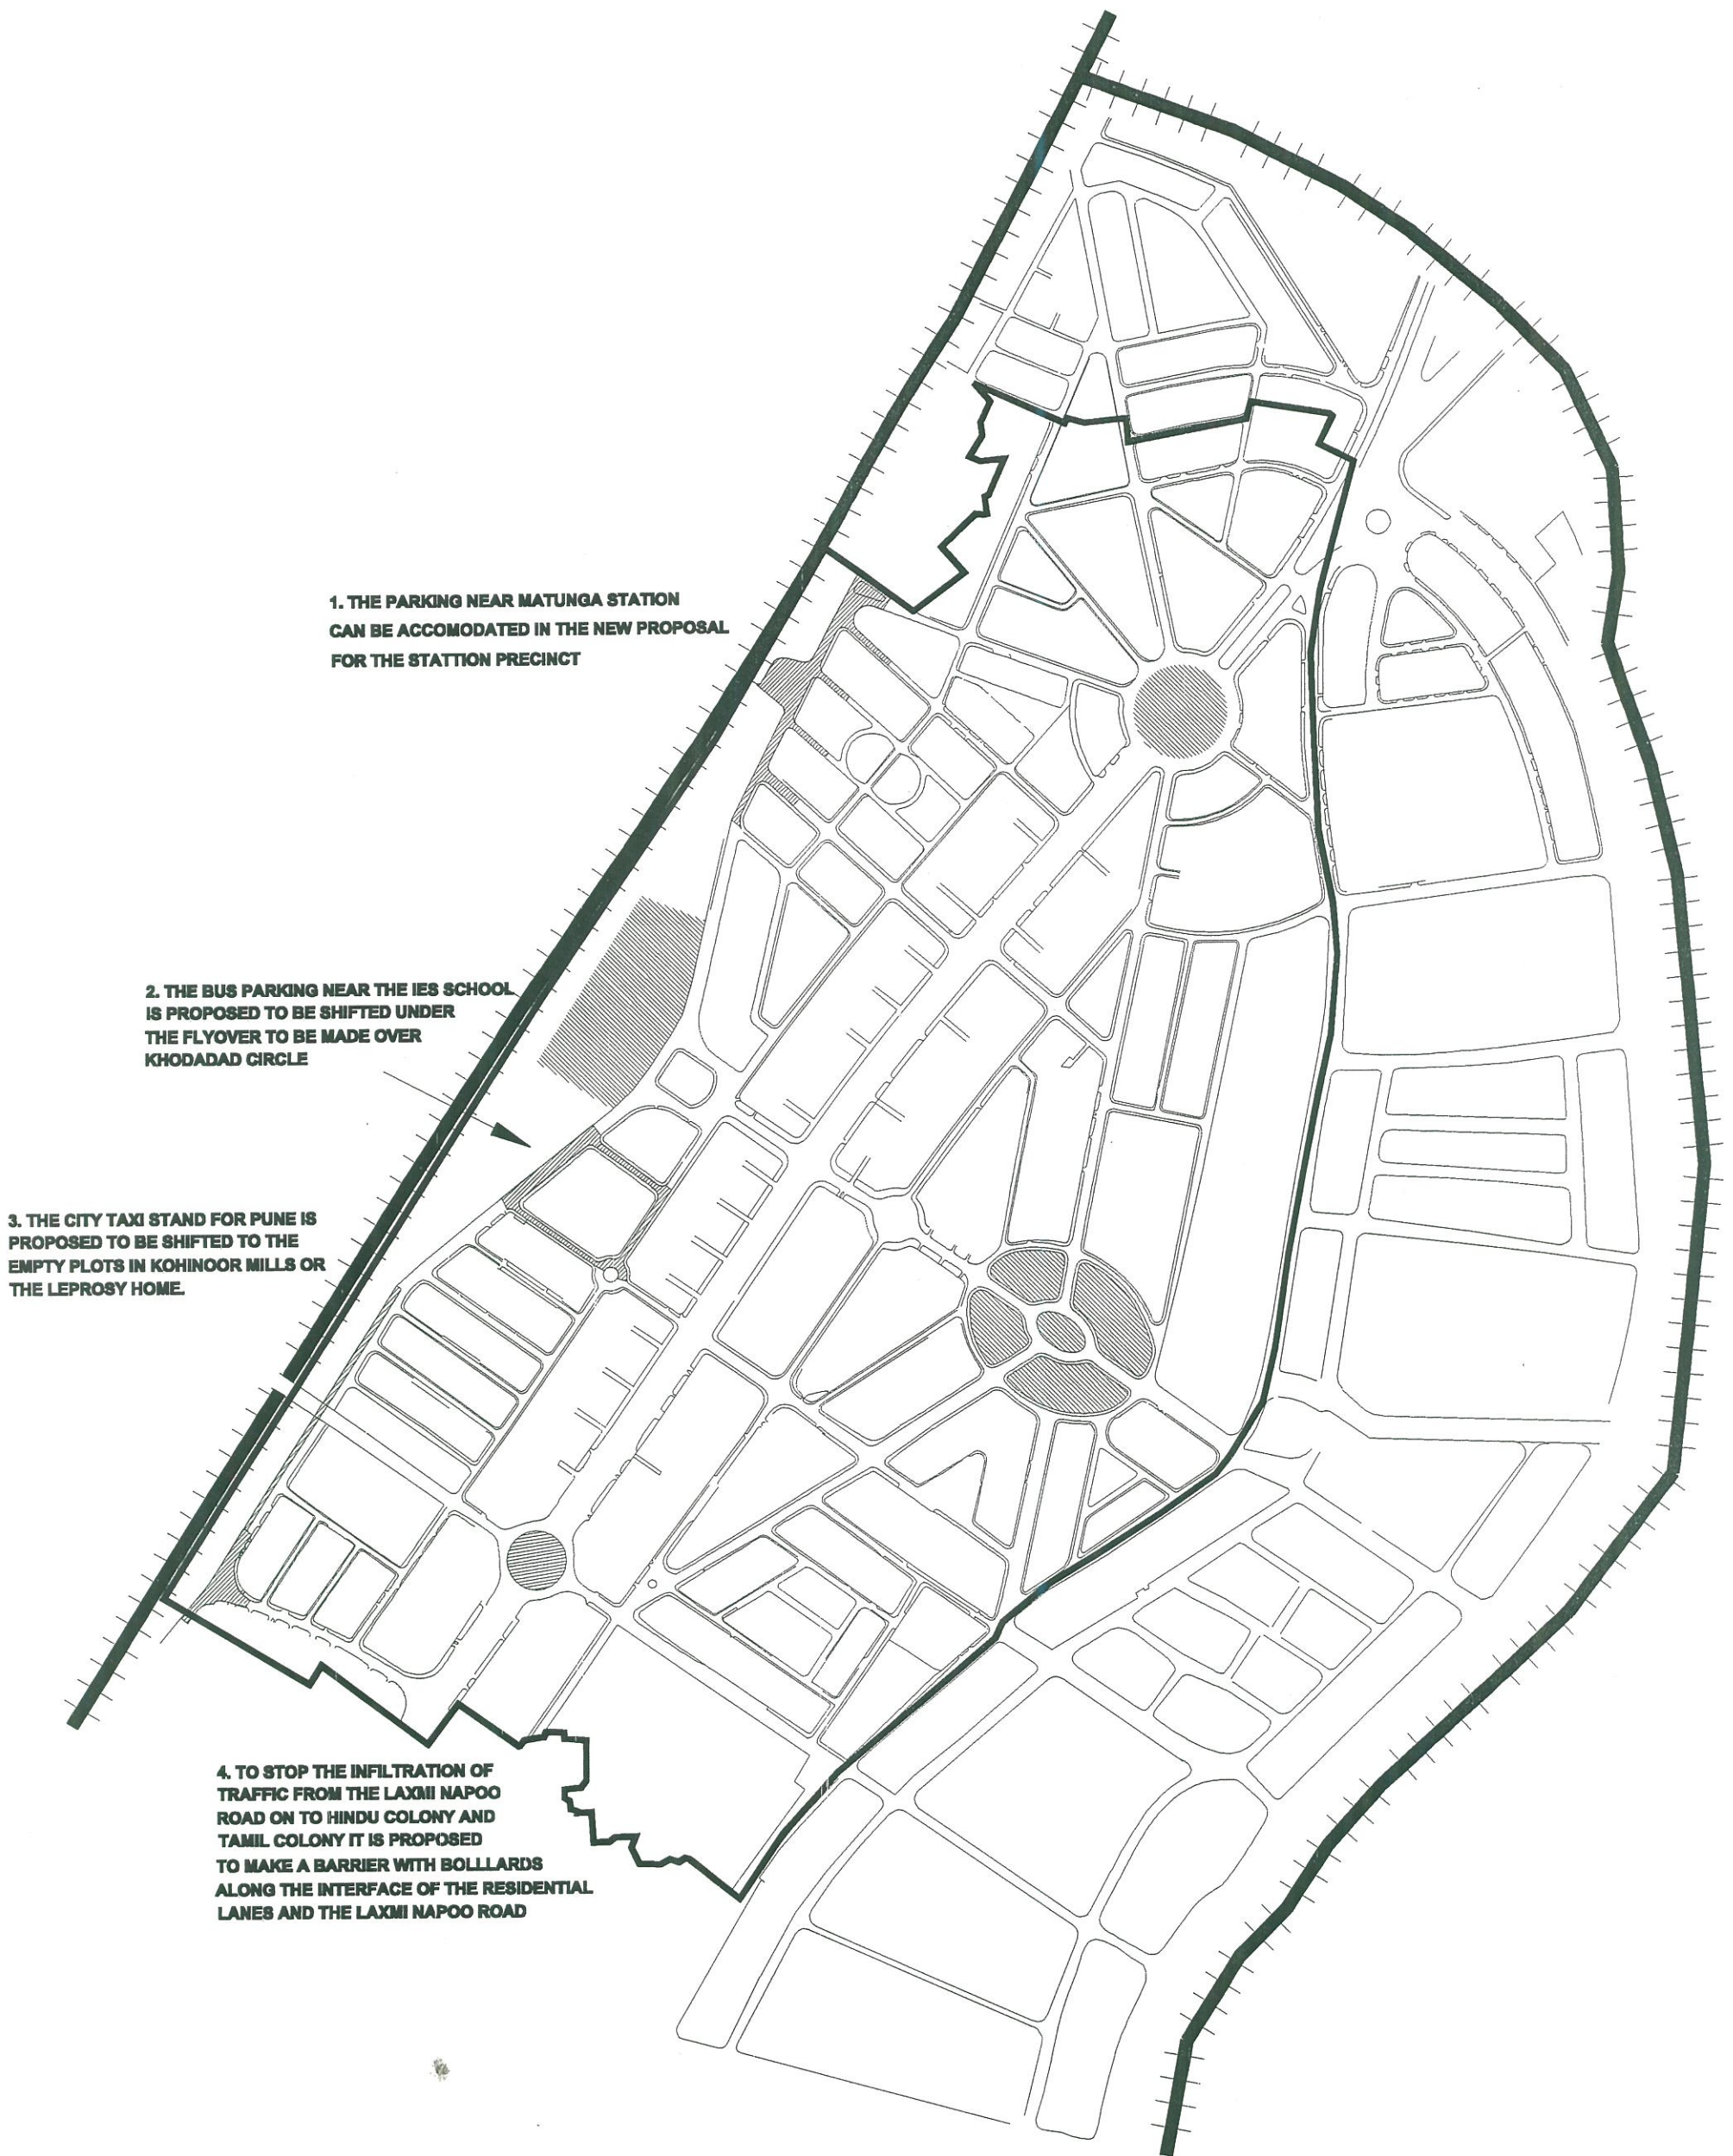 1. THE PARKING NEAR MATUNGA STATION
CAN BE ACCOMODATED IN THE NEW PROPOSAL
FOR THE STATTION PRECINCT
2. THE BUS PARKING NEAR THE IES SCHOOL
IS PROPOSED TO BE SHIFTED UNDER
THE FLYOVER TO BE MADE OVER
KHODADAD CIRCLE
3. THE CITY TAXI STAND FOR PUNE IS
PROPOSED TO BE SHIFTED TO THE
EMPTY PLOTS IN KOHINOOR MILLS OR
THE LEPROSY HOME.
4. TO STOP THE INFILTRATION OF
TRAFFIC FROM THE LAXMI NAPOO
ROAD ON TO HINDU COLONY AND
TAMIL COLONY IT IS PROPOSED
TO MAKE A BARRIER WITH BOLLLARDS
ALONG THE INTERFACE OF THE RESIDENTIAL
LANES AND THE LAXMI NAPOO ROAD